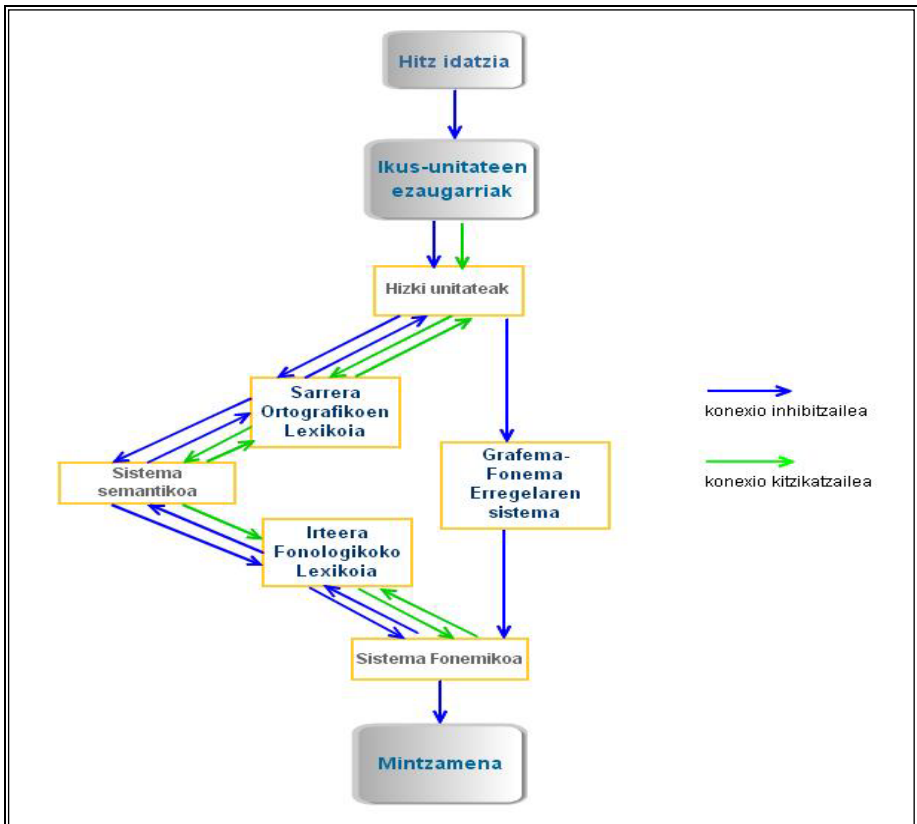 Hitz idatzia
Ikus-unitateen
ezaugarriak
Hizki unitateak
Sarrera
Ortografikoen
Lexikoia
konexio inhibitzailea
Grafema-
Fonema
Erregelaren
sistema
konexio kitzikatzailea
Sistema
semantikoa
Irteera
Fonologikoko
Lexikoia
Sistema Fonemikoa
Mintzamena